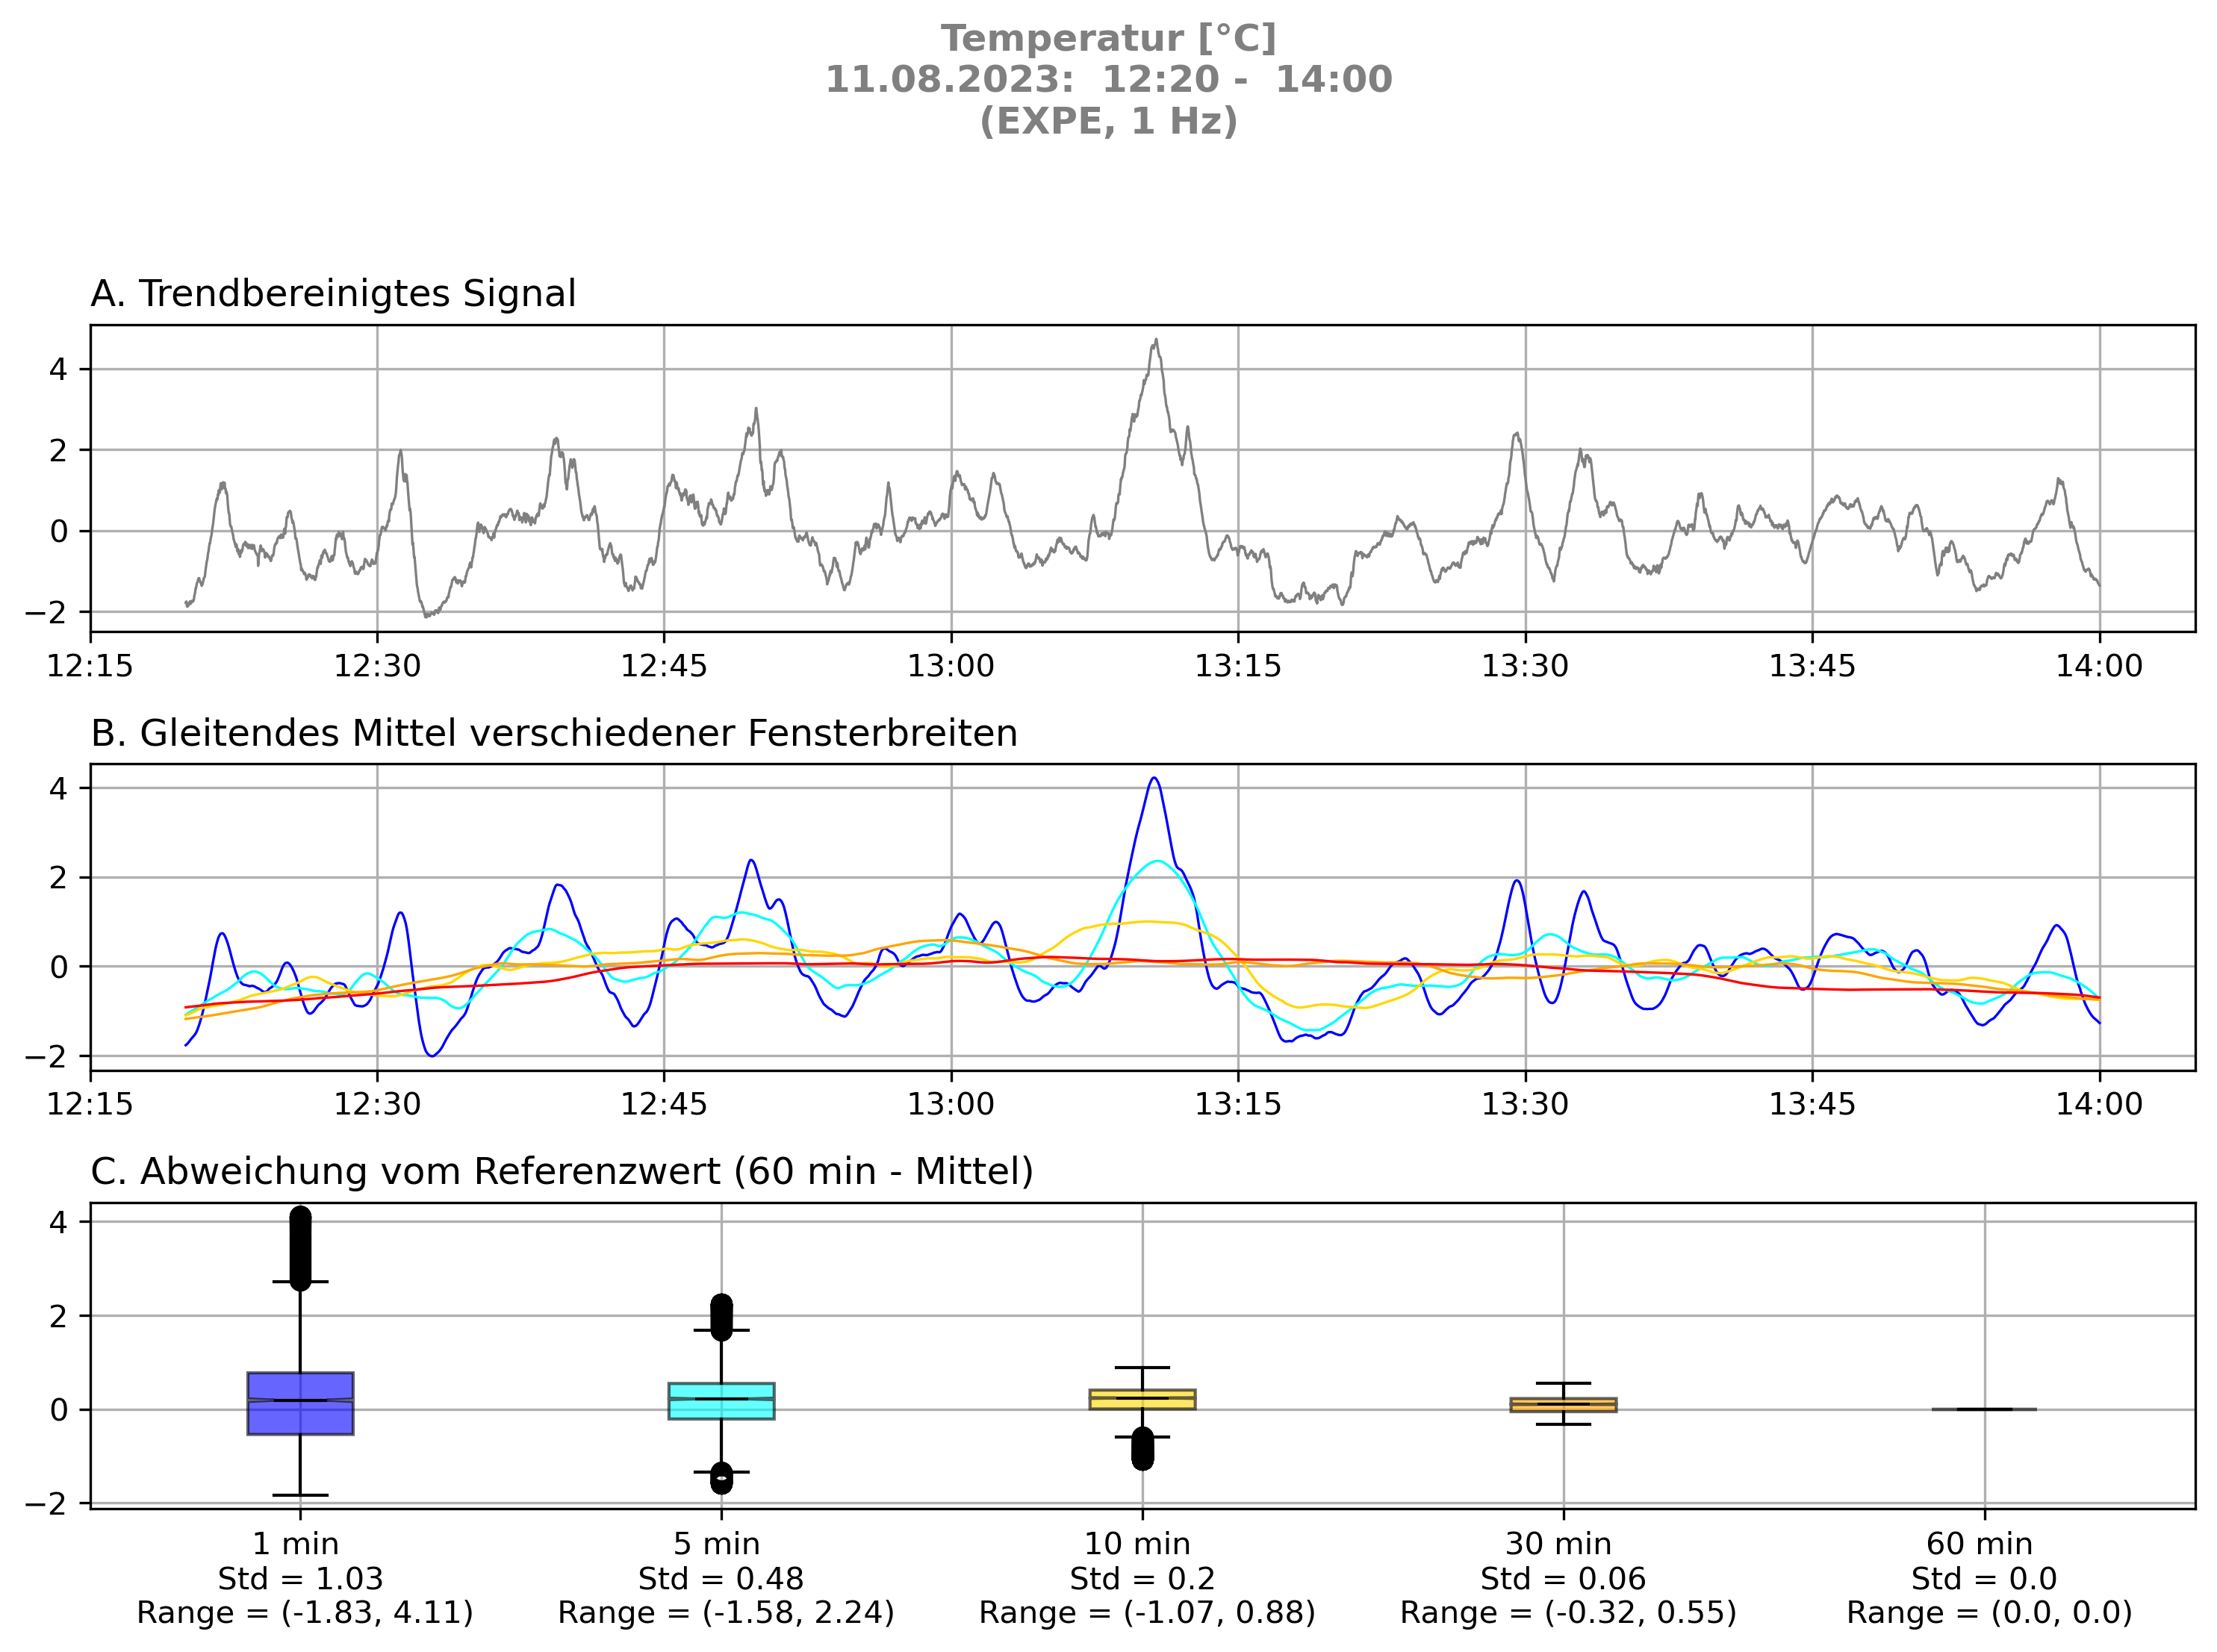 Temperatur [°C]
11.08.2023:  12:20 -  14:00
(EXPE, 1 Hz)
A. Trendbereinigtes Signal
4
2
0
−2
12:15 12:30 12:45 13:00 13:15 13:30 13:45 14:00
B. Gleitendes Mittel verschiedener Fensterbreiten
4
2
0
−2
12:15 12:30 12:45 13:00 13:15 13:30 13:45 14:00
C. Abweichung vom Referenzwert (60 min - Mittel)
4
2
0
−2
1 min 5 min 10 min 30 min 60 min
Std = 1.03 Std = 0.48 Std = 0.2 Std = 0.06 Std = 0.0
Range = (-1.83, 4.11) Range = (-1.58, 2.24) Range = (-1.07, 0.88) Range = (-0.32, 0.55) Range = (0.0, 0.0)